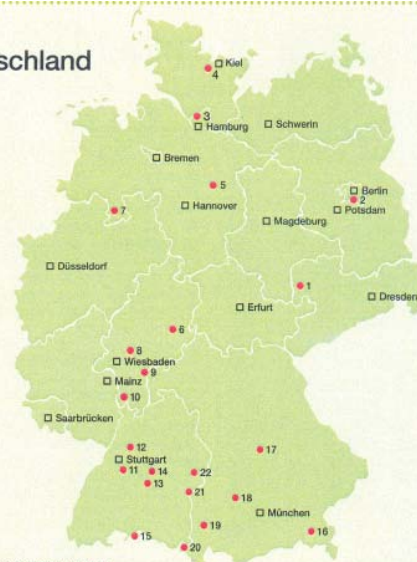 schland
Kiel
4
3
Hamburg
Schwerin
Bremen
5
Berlin
2
Hannover
7
Potsdam
Magdeburg
Düsseldorf
1
Dresden
Erfurt
6
8
Wiesbaden
9
Mainz
10
Saarbrücken
12
17
Stuttgart
11
14
22
13
21
18
München
19
16
15
20